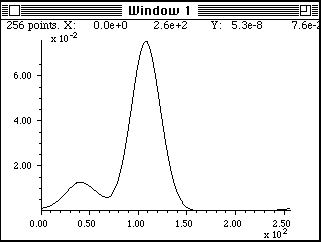 Window 1
256 points. X: 0.0e+0 2.6e+2 Y: 5.3e-8 7.6e-2
x 10⁻²
6.00
4.00
2.00
0.00 0.50 1.00 1.50 2.00 2.50
x 10²